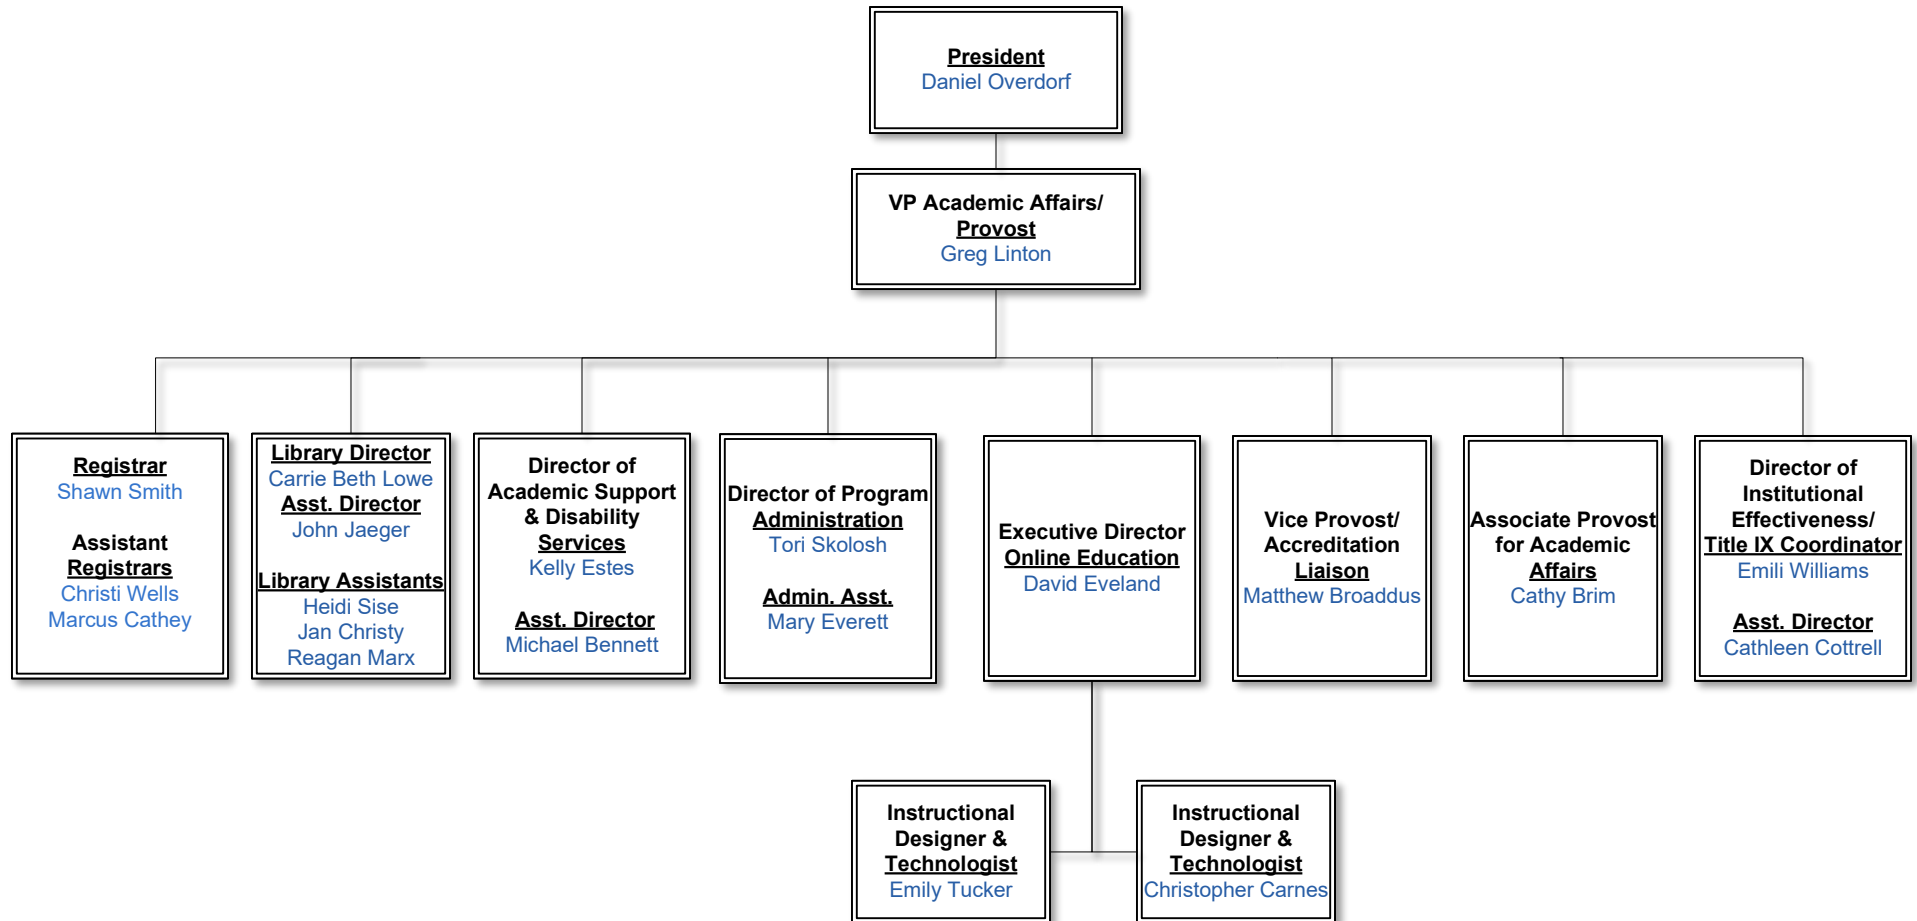 President
Daniel Overdorf
VP Academic Affairs/
Provost
Greg Linton
Registrar
Shawn Smith
Assistant
Registrars
Christi Wells
Marcus Cathey
Library Director
Carrie Beth Lowe
Asst. Director
John Jaeger
Library Assistants
Heidi Sise
Jan Christy
Reagan Marx
Director of
Academic Support
& Disability
Services
Kelly Estes
Asst. Director
Michael Bennett
Director of Program
Administration
Tori Skolosh
Admin. Asst.
Mary Everett
Executive Director
Online Education
David Eveland
Vice Provost/
Accreditation
Liaison
Matthew Broaddus
Associate Provost
for Academic
Affairs
Cathy Brim
Director of
Institutional
Effectiveness/
Title IX Coordinator
Emili Williams
Asst. Director
Cathleen Cottrell
Instructional
Designer &
Technologist
Emily Tucker
Instructional
Designer &
Technologist
Christopher Carnes